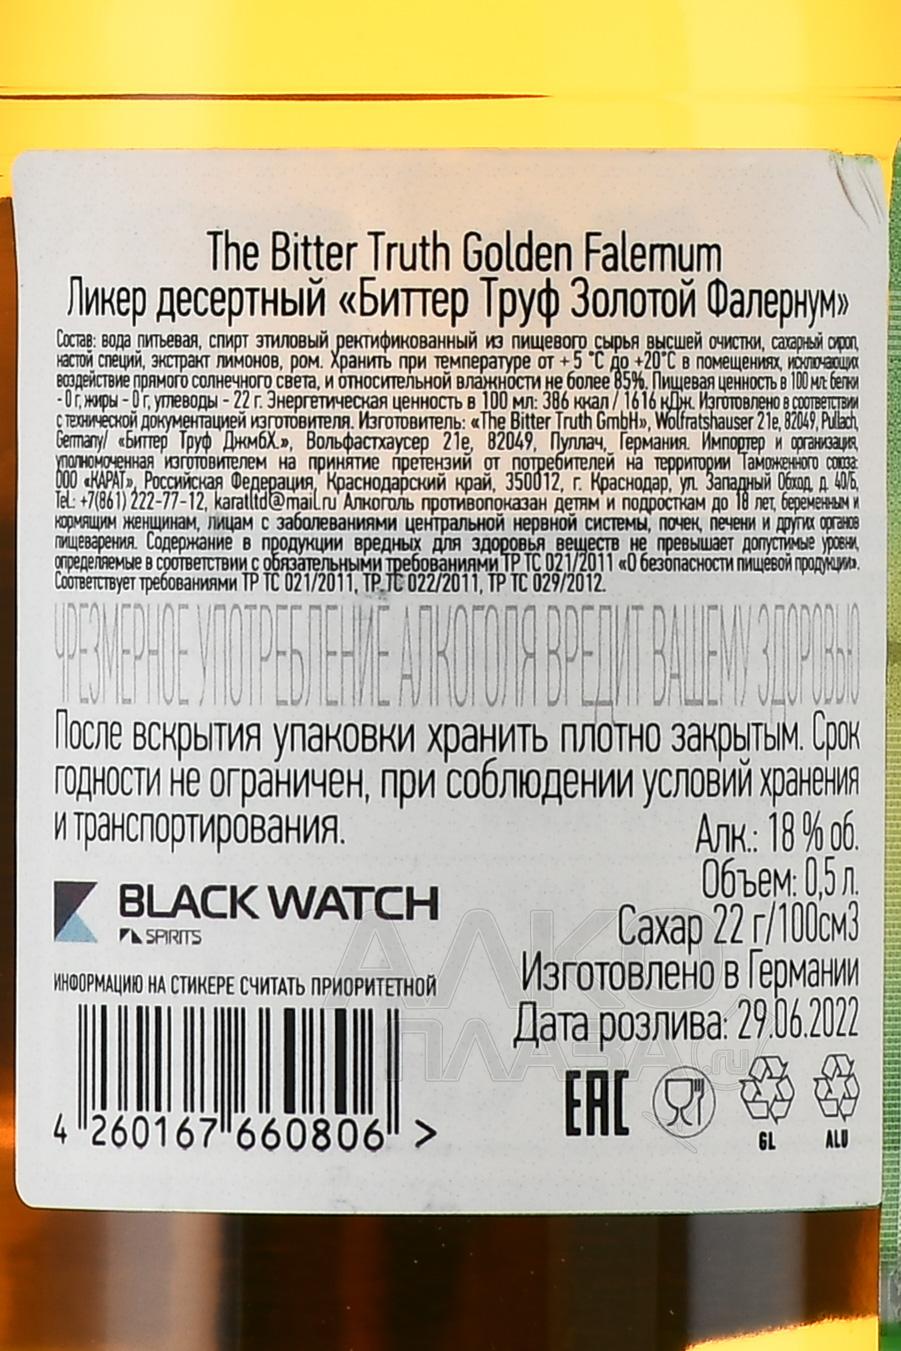 The Bitter Truth Golden Falernum
Ликер десертный «Биттер Труф Золотой Фалернум»
Состав: вода питьевая, спирт этиловый ректификованный из пищевого сырья высшей очистки, сахарный сироп,
настой специй, экстракт лимонов, ром. Хранить при температуре от +5 °C до +20°C в помещениях, исключающих
воздействие прямого солнечного света, и относительной влажности не более 85%. Пищевая ценность в 100 мл: белки
- 0 г, жиры - 0 г, углеводы - 22 г. Энергетическая ценность в 100 мл: 386 ккал / 1616 кДж. Изготовлено в соответствии
с технической документацией изготовителя. Изготовитель: «The Bitter Truth GmbH», Wolfratshauser 21e, 82049, Pullach,
Germany/ «Биттер Труф ДжмбХ.», Вольфастхаусер 21е, 82049, Пуллач, Германия. Импортер и организация,
уполномоченная изготовителем на принятие претензий от потребителей на территории Таможенного союза:
ООО «КАРАТ», Российская Федерация, Краснодарский край, 350012, г. Краснодар, ул. Западный Обход, д. 40/6,
Tel.: +7(861) 222-77-12, karatltd@mail.ru Алкоголь противопоказан детям и подросткам до 18 лет, беременным и
кормящим женщинам, лицам с заболеваниями центральной нервной системы, почек, печени и других органов
пищеварения. Содержание в продукции вредных для здоровья веществ не превышает допустимые уровни,
определяемые в соответствии с обязательными требованиями ТР ТС 021/2011 «О безопасности пищевой продукции».
Соответствует требованиями ТР ТС 021/2011, ТР ТС 022/2011, ТР ТС 029/2012.
ЧРЕЗМЕРНОЕ УПОТРЕБЛЕНИЕ АЛКОГОЛЯ ВРЕДИТ ВАШЕМУ ЗДОРОВЬЮ
После вскрытия упаковки хранить плотно закрытым. Срок
годности не ограничен, при соблюдении условий хранения
и транспортирования.
Алк.: 18 % об.
Объем: 0,5 л.
Сахар 22 г/100см3
Изготовлено в Германии
Дата розлива: 29.06.2022
BLACK WATCH
SPIRITS
ИНФОРМАЦИЮ НА СТИКЕРЕ СЧИТАТЬ ПРИОРИТЕТНОЙ
4 260167 660806 >
EAC
GL
ALU
АЛКО
ПЛАЗА.ru